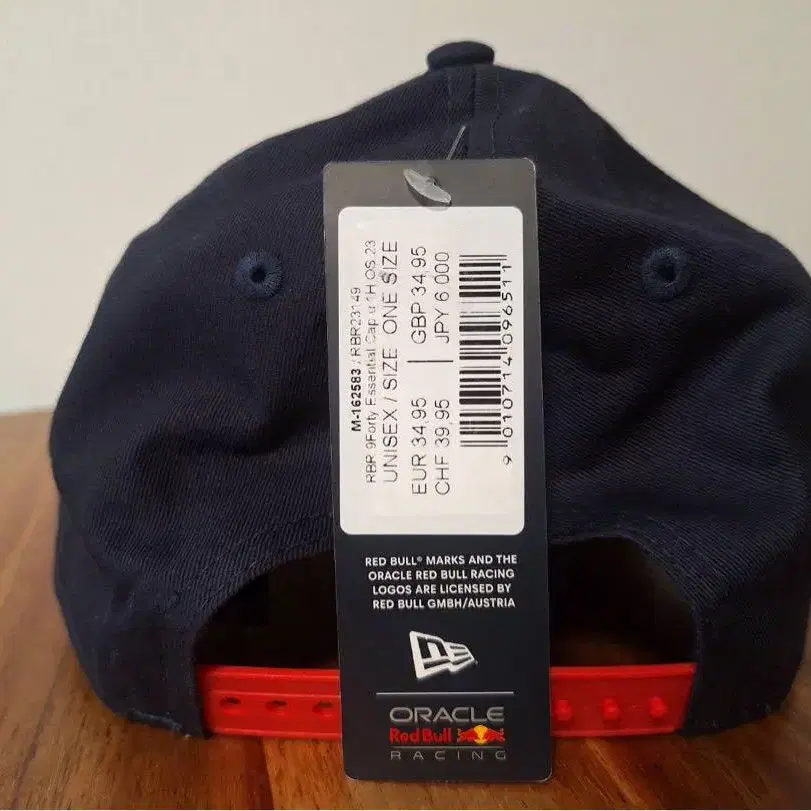 M-162583 / RBR23149
RBR 9Forty Essential Cap u 1H OS 23
UNISEX / SIZE ONE SIZE
EUR 34,95 | GBP 34,95
CHF 39,95 | JPY 6 000
9 010714 096511
RED BULL® MARKS AND THE
ORACLE RED BULL RACING
LOGOS ARE LICENSED BY
RED BULL GMBH/AUSTRIA
ORACLE
Red Bull
RACING